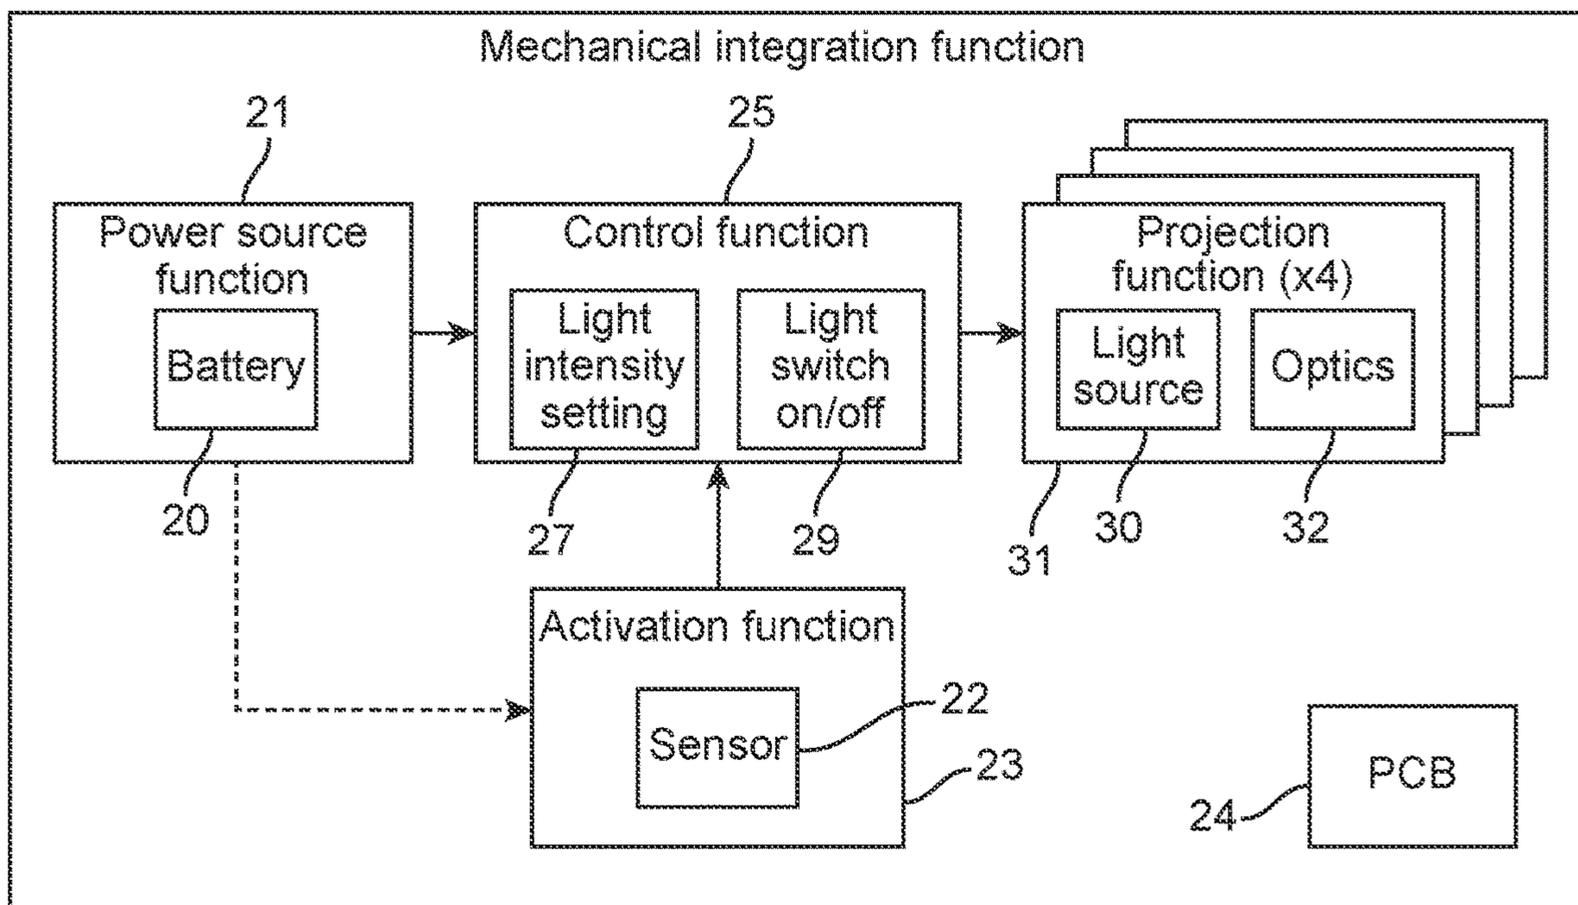 Mechanical integration function
21
25
Power source
function
Battery
20
Control function
Light
intensity
setting
27
Light
switch
on/off
29
Projection
function (x4)
Light
source
30
Optics
32
31
Activation function
Sensor
22
23
PCB
24